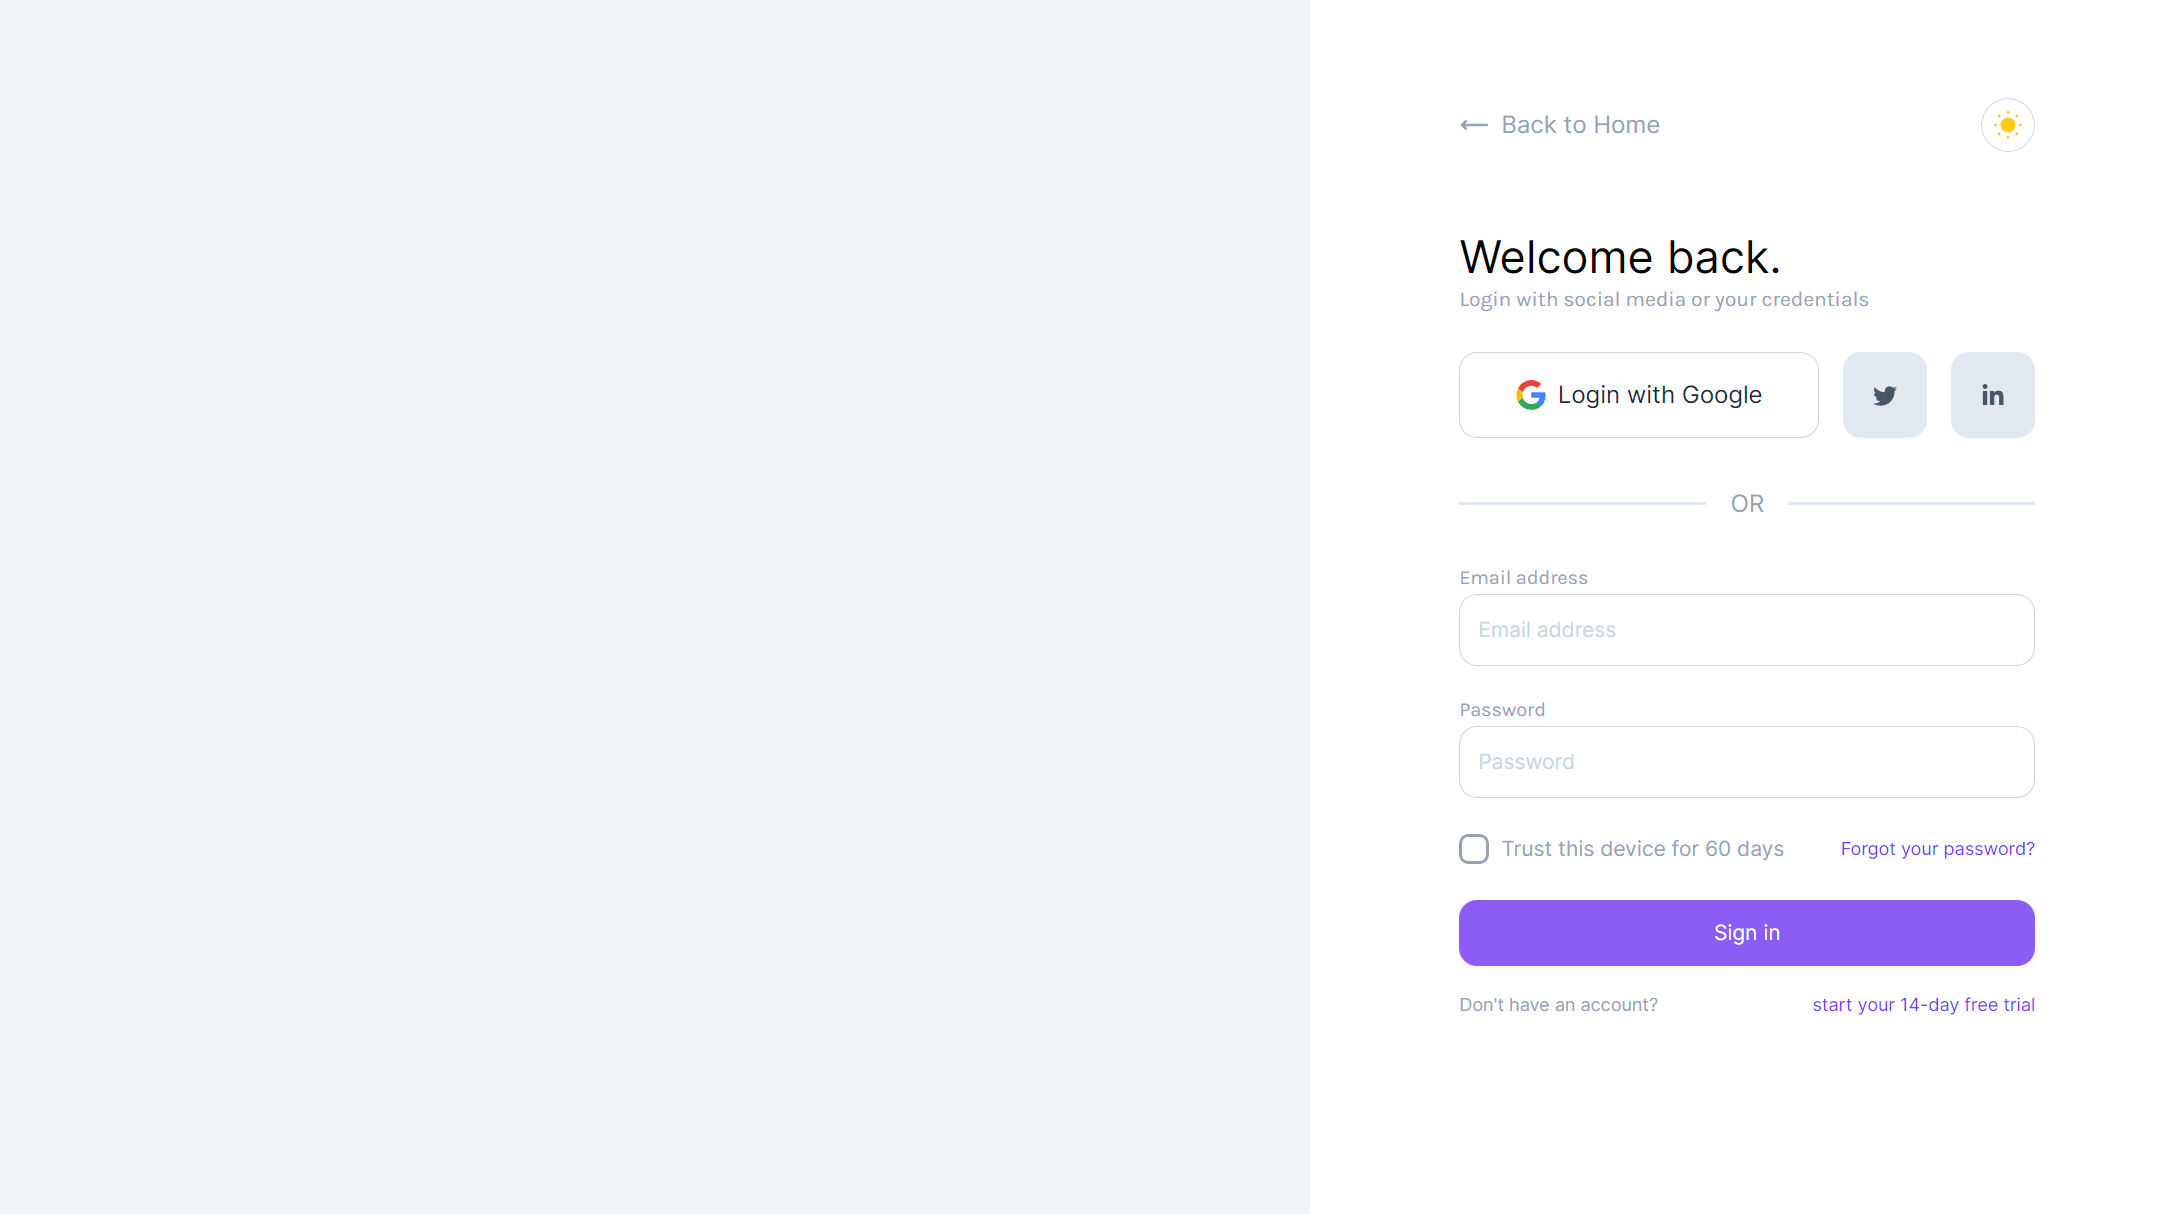 Back to Home
Welcome back.
Login with social media or your credentials
Login with Google
OR
Email address
Email address
Password
Password
Trust this device for 60 days
Forgot your password?
Sign in
Don't have an account?
start your 14-day free trial